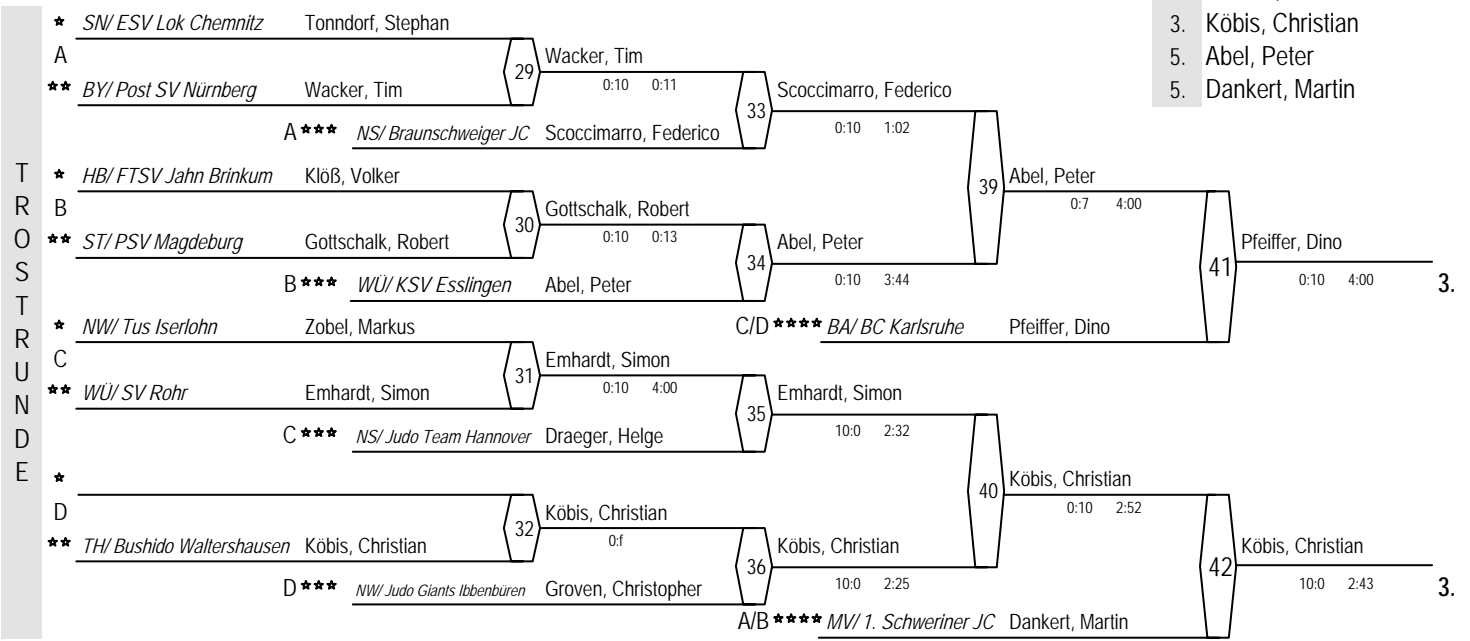 3. Köbis, Christian
5. Abel, Peter
5. Dankert, Martin
TROSTRUNDE
* SN/ ESV Lok Chemnitz Tonndorf, Stephan
A
29 Wacker, Tim
0:10 0:11
** BY/ Post SV Nürnberg Wacker, Tim
33 Scoccimarro, Federico
0:10 1:02
A *** NS/ Braunschweiger JC Scoccimarro, Federico
* HB/ FTSV Jahn Brinkum Klöß, Volker
39 Abel, Peter
0:7 4:00
B
30 Gottschalk, Robert
0:10 0:13
** ST/ PSV Magdeburg Gottschalk, Robert
34 Abel, Peter
0:10 3:44
41 Pfeiffer, Dino
0:10 4:00 3.
B *** WÜ/ KSV Esslingen Abel, Peter
* NW/ Tus Iserlohn Zobel, Markus
C/D **** BA/ BC Karlsruhe Pfeiffer, Dino
C
31 Emhardt, Simon
0:10 4:00
** WÜ/ SV Rohr Emhardt, Simon
35 Emhardt, Simon
10:0 2:32
C *** NS/ Judo Team Hannover Draeger, Helge
*
40 Köbis, Christian
0:10 2:52
D
32 Köbis, Christian
0:f
** TH/ Bushido Waltershausen Köbis, Christian
36 Köbis, Christian
10:0 2:25
42 Köbis, Christian
10:0 2:43 3.
D *** NW/ Judo Giants Ibbenbüren Groven, Christopher
A/B **** MV/ 1. Schweriner JC Dankert, Martin